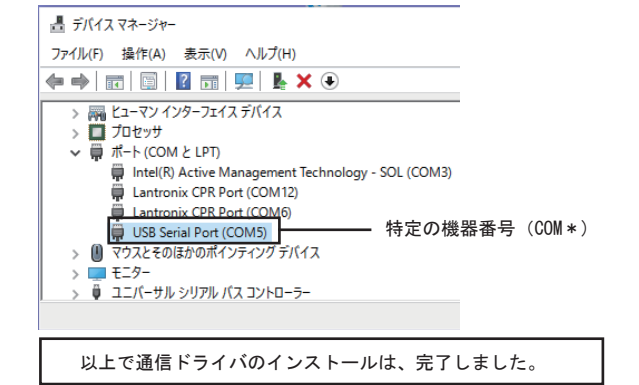 デバイス マネージャー
ファイル(F) 操作(A) 表示(V) ヘルプ(H)
ヒューマン インターフェイス デバイス
プロセッサ
ポート (COM と LPT)
Intel(R) Active Management Technology - SOL (COM3)
Lantronix CPR Port (COM12)
Lantronix CPR Port (COM6)
USB Serial Port (COM5)
特定の機器番号（COM＊）
マウスとそのほかのポインティング デバイス
モニター
ユニバーサル シリアル バス コントローラー
以上で通信ドライバのインストールは、完了しました。